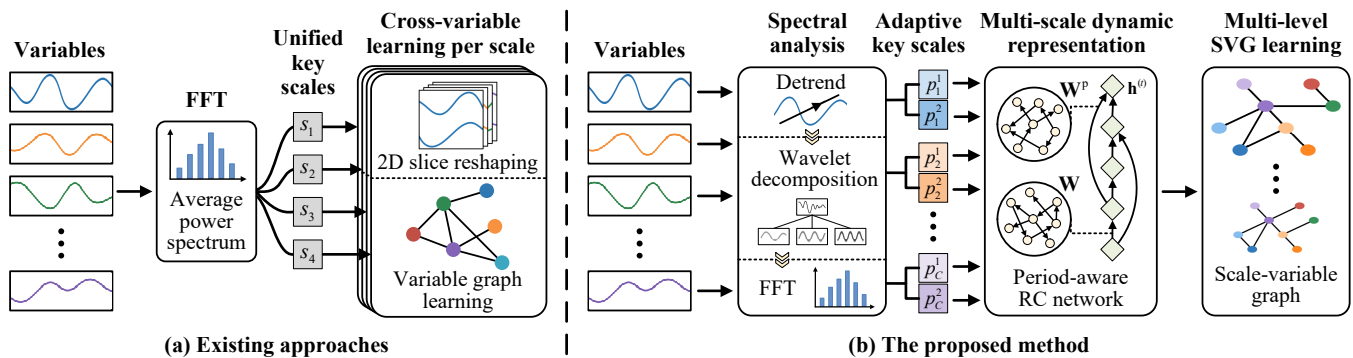 Variables
FFT
Average
power
spectrum
Unified
key
scales
s₁
s₂
s₃
s₄
Cross-variable
learning per scale
2D slice reshaping
Variable graph
learning
(a) Existing approaches
Variables
Spectral
analysis
Detrend
Wavelet
decomposition
FFT
Adaptive
key scales
p₁¹
p₁²
p₂¹
p₂²
p_C¹
p_C²
Multi-scale dynamic
representation
Wᵖ
h⁽ᵗ⁾
W
Period-aware
RC network
Multi-level
SVG learning
Scale-variable
graph
(b) The proposed method